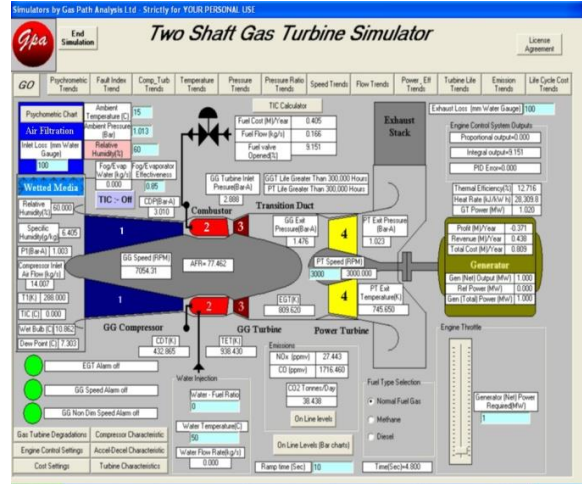 Simulators by Gas Path Analysis Ltd - Strictly for YOUR PERSONAL USE
Gpa
End Simulation
Two Shaft Gas Turbine Simulator
License Agreement
GO
Psychrometric Trends
Fault Index Trend
Comp_Turb Trends
Temperature Trends
Pressure Trends
Pressure Ratio Trends
Speed Trends
Flow Trends
Power_Eff Trends
Turbine Life Trends
Emission Trends
Life Cycle Cost Trends
Psychrometric Chart
Ambient Temperature (C) 15
Ambient Pressure (Bar) 1.013
Relative Humidity(%) 60
Air Filtration
Inlet Loss (mm Water Gauge)
100
Fog/Evap Water (kg/s) 0.000
Fog/Evaporator Effectiveness 0.85
Wetted Media
TIC :- Off
CDP(Bar-A) 3.010
Relative Humidity(%) 60.000
Specific Humidity(g/kg) 6.405
P1(Bar-A) 1.003
Compressor Inlet Air Flow (kg/s)
14.007
T1(K) 288.000
TIC (C) 0.000
Wet Bulb (C) 10.862
Dew Point (C) 7.303
TIC Calculator
Fuel Cost (M)/Year 0.405
Fuel Flow (kg/s) 0.166
Fuel valve Opened(%) 9.151
GG Turbine Inlet Pressure(Bar-A)
2.888
GGT Life Greater Than 300,000 Hours
PT Life Greater Than 300,000 Hours
Combustor
Transition Duct
Exhaust Stack
Exhaust Loss (mm Water Gauge) 100
Engine Control System Outputs
Proportional output=0.000
Integral output=9.151
PID Error=0.000
Thermal Efficiency(%) 12.716
Heat Rate (kJ/kW h) 28,309.8
GT Power (MW) 1.020
Profit (M)/Year -0.371
Revenue (M)/Year 0.438
Total Cost (M)/Year 0.809
Generator
Gen (Net) Output (MW) 1.000
Ref Power (MW) 0.000
Gen (Total) Power (MW) 1.000
1
2
3
4
GG Exit Pressure(Bar-A)
1.476
PT Exit Pressure (Bar-A)
1.023
GG Speed (RPM)
7054.31
AFR= 77.462
PT Speed (RPM)
3000 3000.000
1
2
3
4
EGT(K)
809.620
PT Exit Temperature(K)
745.650
GG Compressor
GG Turbine
Power Turbine
CDT(K)
432.865
TET(K)
938.430
EGT Alarm off
GG Speed Alarm off
GG Non Dim Speed Alarm off
Water Injection
Water - Fuel Ratio
0
Water Temperature(C)
50
Water Flow Rate(kg/s)
0.000
Emissions
NOx (ppmv) 27.443
CO (ppmv) 1716.460
CO2 Tonnes/Day
38.438
On Line levels
On Line Levels (Bar charts)
Ramp time (Sec) 10
Fuel Type Selection
Normal Fuel Gas
Methane
Diesel
Time(Sec)=4.800
Engine Throttle
Generator (Net) Power Required(MW)
1
Gas Turbine Degradations
Compressor Characteristic
Engine Control Settings
Accel-Decel Characteristic
Cost Settings
Turbine Characteristics